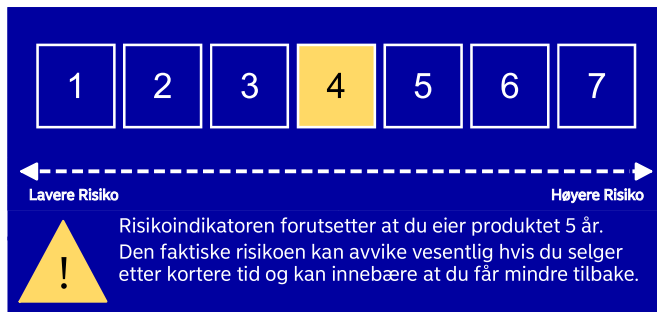 1 2 3 4 5 6 7
Lavere Risiko Høyere Risiko
Risikoindikatoren forutsetter at du eier produktet 5 år.
! Den faktiske risikoen kan avvike vesentlig hvis du selger
etter kortere tid og kan innebære at du får mindre tilbake.